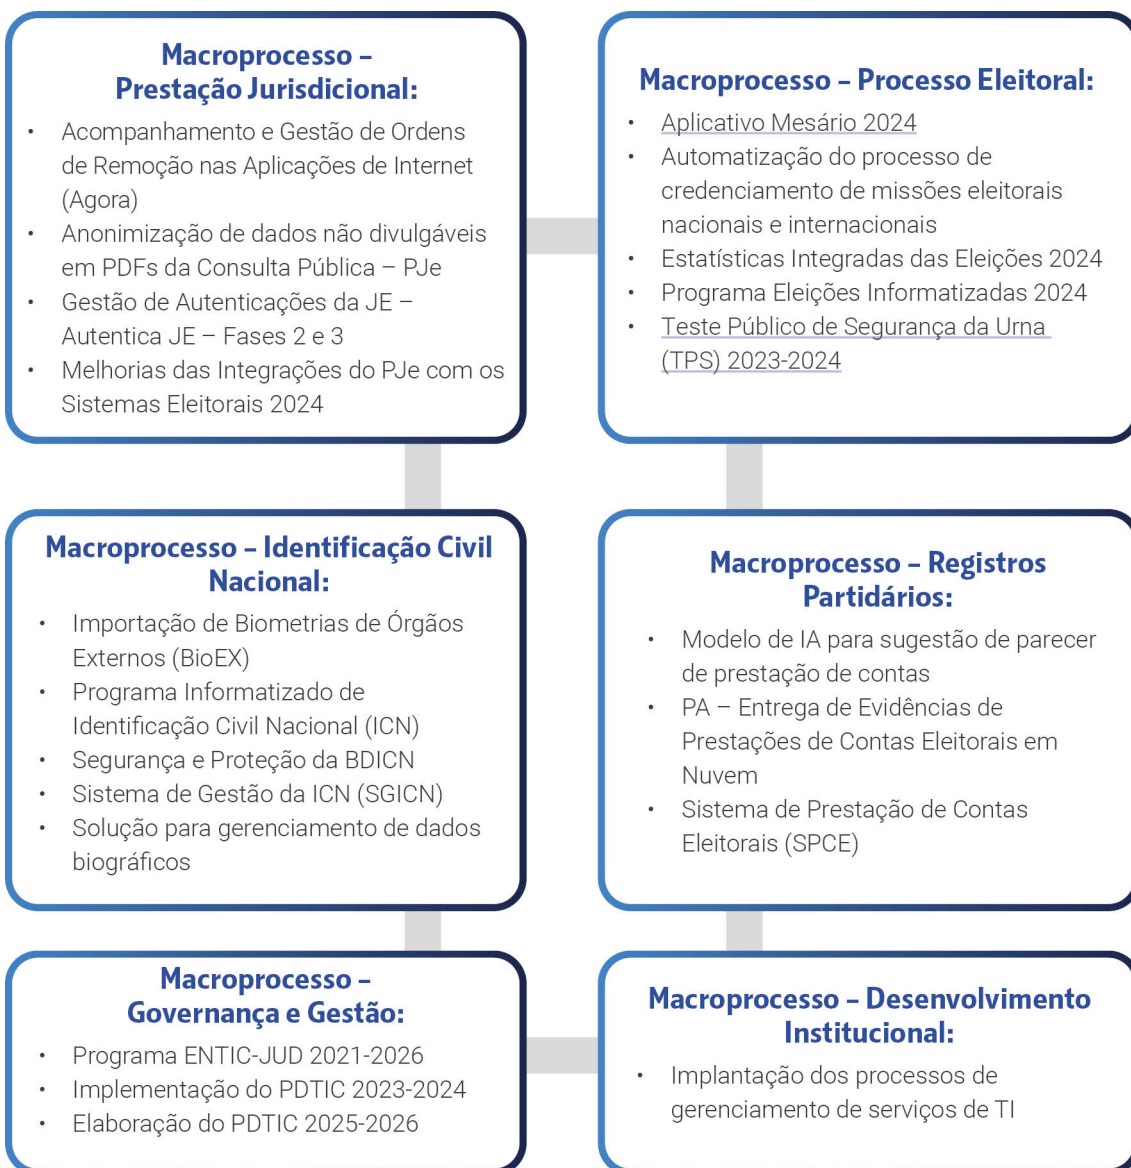 Macroprocesso –
Prestação Jurisdicional:
• Acompanhamento e Gestão de Ordens
de Remoção nas Aplicações de Internet
(Agora)
• Anonimização de dados não divulgáveis
em PDFs da Consulta Pública – PJe
• Gestão de Autenticações da JE –
Autentica JE – Fases 2 e 3
• Melhorias das Integrações do PJe com os
Sistemas Eleitorais 2024
Macroprocesso – Processo Eleitoral:
• Aplicativo Mesário 2024
• Automatização do processo de
credenciamento de missões eleitorais
nacionais e internacionais
• Estatísticas Integradas das Eleições 2024
• Programa Eleições Informatizadas 2024
• Teste Público de Segurança da Urna
(TPS) 2023-2024
Macroprocesso – Identificação Civil
Nacional:
• Importação de Biometrias de Órgãos
Externos (BioEX)
• Programa Informatizado de
Identificação Civil Nacional (ICN)
• Segurança e Proteção da BDICN
• Sistema de Gestão da ICN (SGICN)
• Solução para gerenciamento de dados
biográficos
Macroprocesso – Registros
Partidários:
• Modelo de IA para sugestão de parecer
de prestação de contas
• PA – Entrega de Evidências de
Prestações de Contas Eleitorais em
Nuvem
• Sistema de Prestação de Contas
Eleitorais (SPCE)
Macroprocesso –
Governança e Gestão:
• Programa ENTIC-JUD 2021-2026
• Implementação do PDTIC 2023-2024
• Elaboração do PDTIC 2025-2026
Macroprocesso – Desenvolvimento
Institucional:
• Implantação dos processos de
gerenciamento de serviços de TI